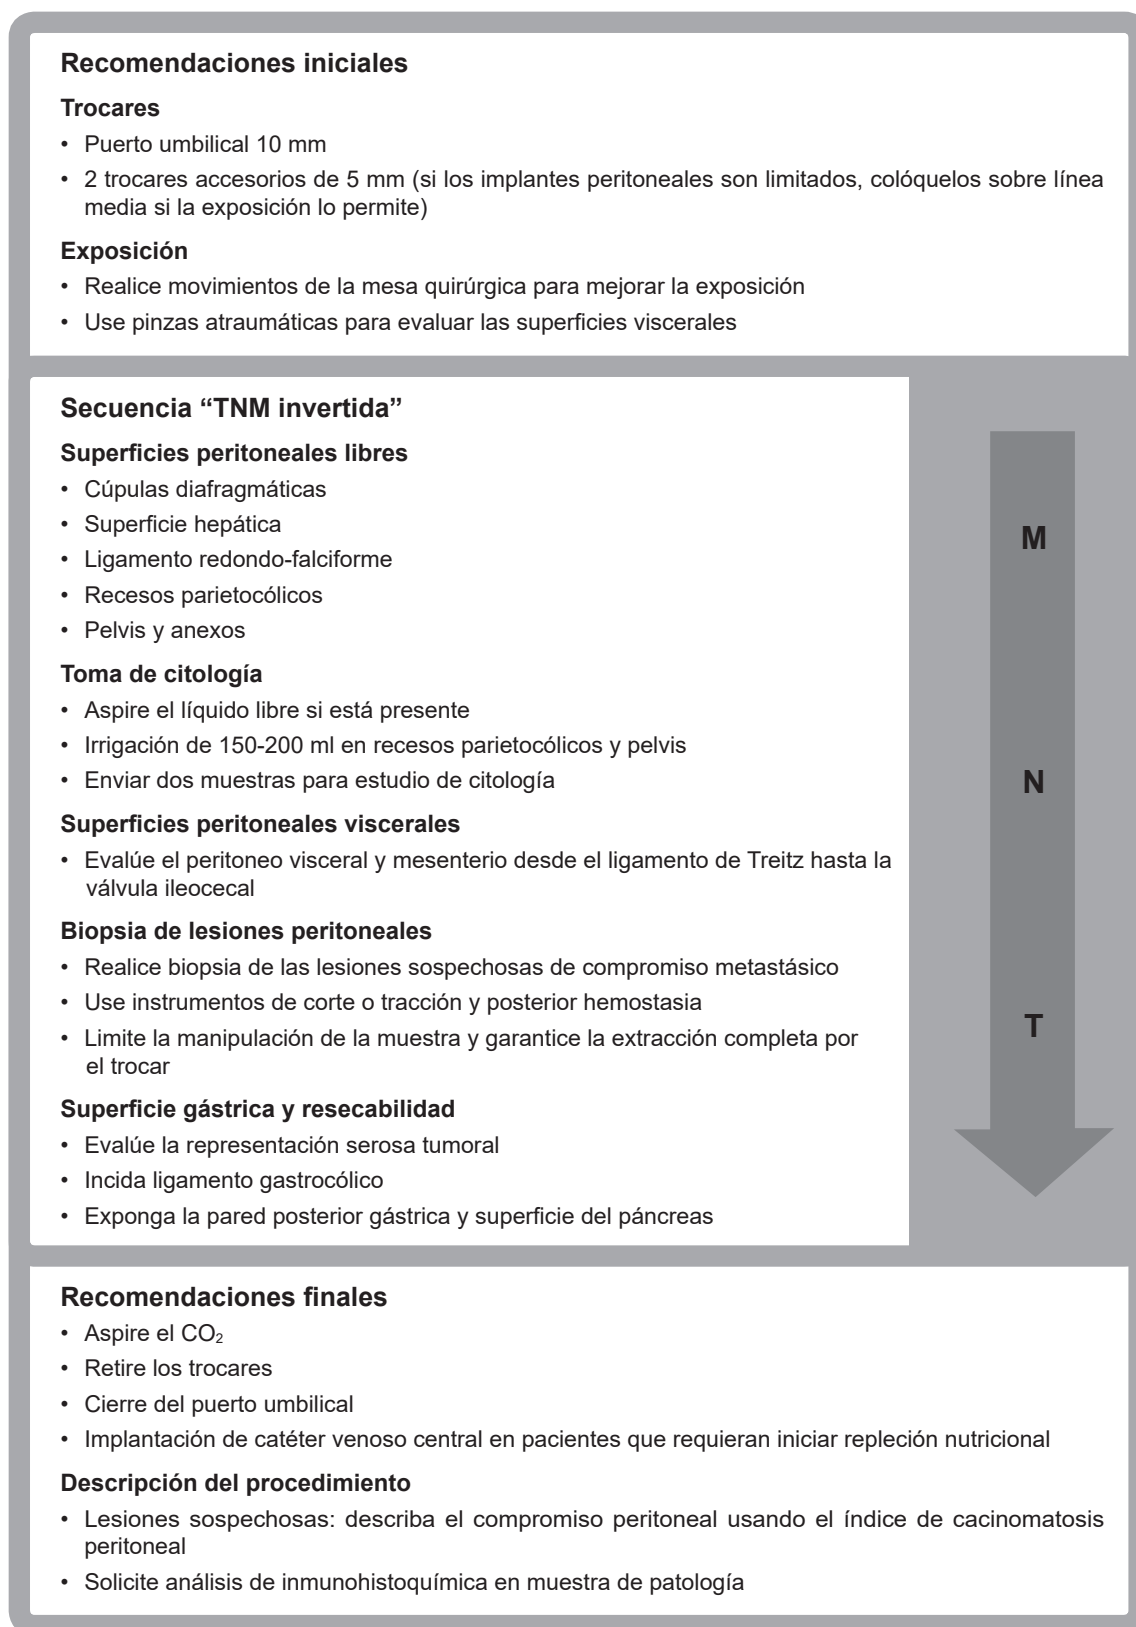 Recomendaciones iniciales
Trocares
• Puerto umbilical 10 mm
• 2 trocares accesorios de 5 mm (si los implantes peritoneales son limitados, colóquelos sobre línea
media si la exposición lo permite)
Exposición
• Realice movimientos de la mesa quirúrgica para mejorar la exposición
• Use pinzas atraumáticas para evaluar las superficies viscerales
Secuencia “TNM invertida”
Superficies peritoneales libres
• Cúpulas diafragmáticas
• Superficie hepática
• Ligamento redondo-falciforme
• Recesos parietocólicos
• Pelvis y anexos
Toma de citología
• Aspire el líquido libre si está presente
• Irrigación de 150-200 ml en recesos parietocólicos y pelvis
• Enviar dos muestras para estudio de citología
Superficies peritoneales viscerales
• Evalúe el peritoneo visceral y mesenterio desde el ligamento de Treitz hasta la
válvula ileocecal
Biopsia de lesiones peritoneales
• Realice biopsia de las lesiones sospechosas de compromiso metastásico
• Use instrumentos de corte o tracción y posterior hemostasia
• Limite la manipulación de la muestra y garantice la extracción completa por
el trocar
Superficie gástrica y resecabilidad
• Evalúe la representación serosa tumoral
• Incida ligamento gastrocólico
• Exponga la pared posterior gástrica y superficie del páncreas
M
N
T
Recomendaciones finales
• Aspire el CO₂
• Retire los trocares
• Cierre del puerto umbilical
• Implantación de catéter venoso central en pacientes que requieran iniciar repleción nutricional
Descripción del procedimiento
• Lesiones sospechosas: describa el compromiso peritoneal usando el índice de cacinomatosis
peritoneal
• Solicite análisis de inmunohistoquímica en muestra de patología